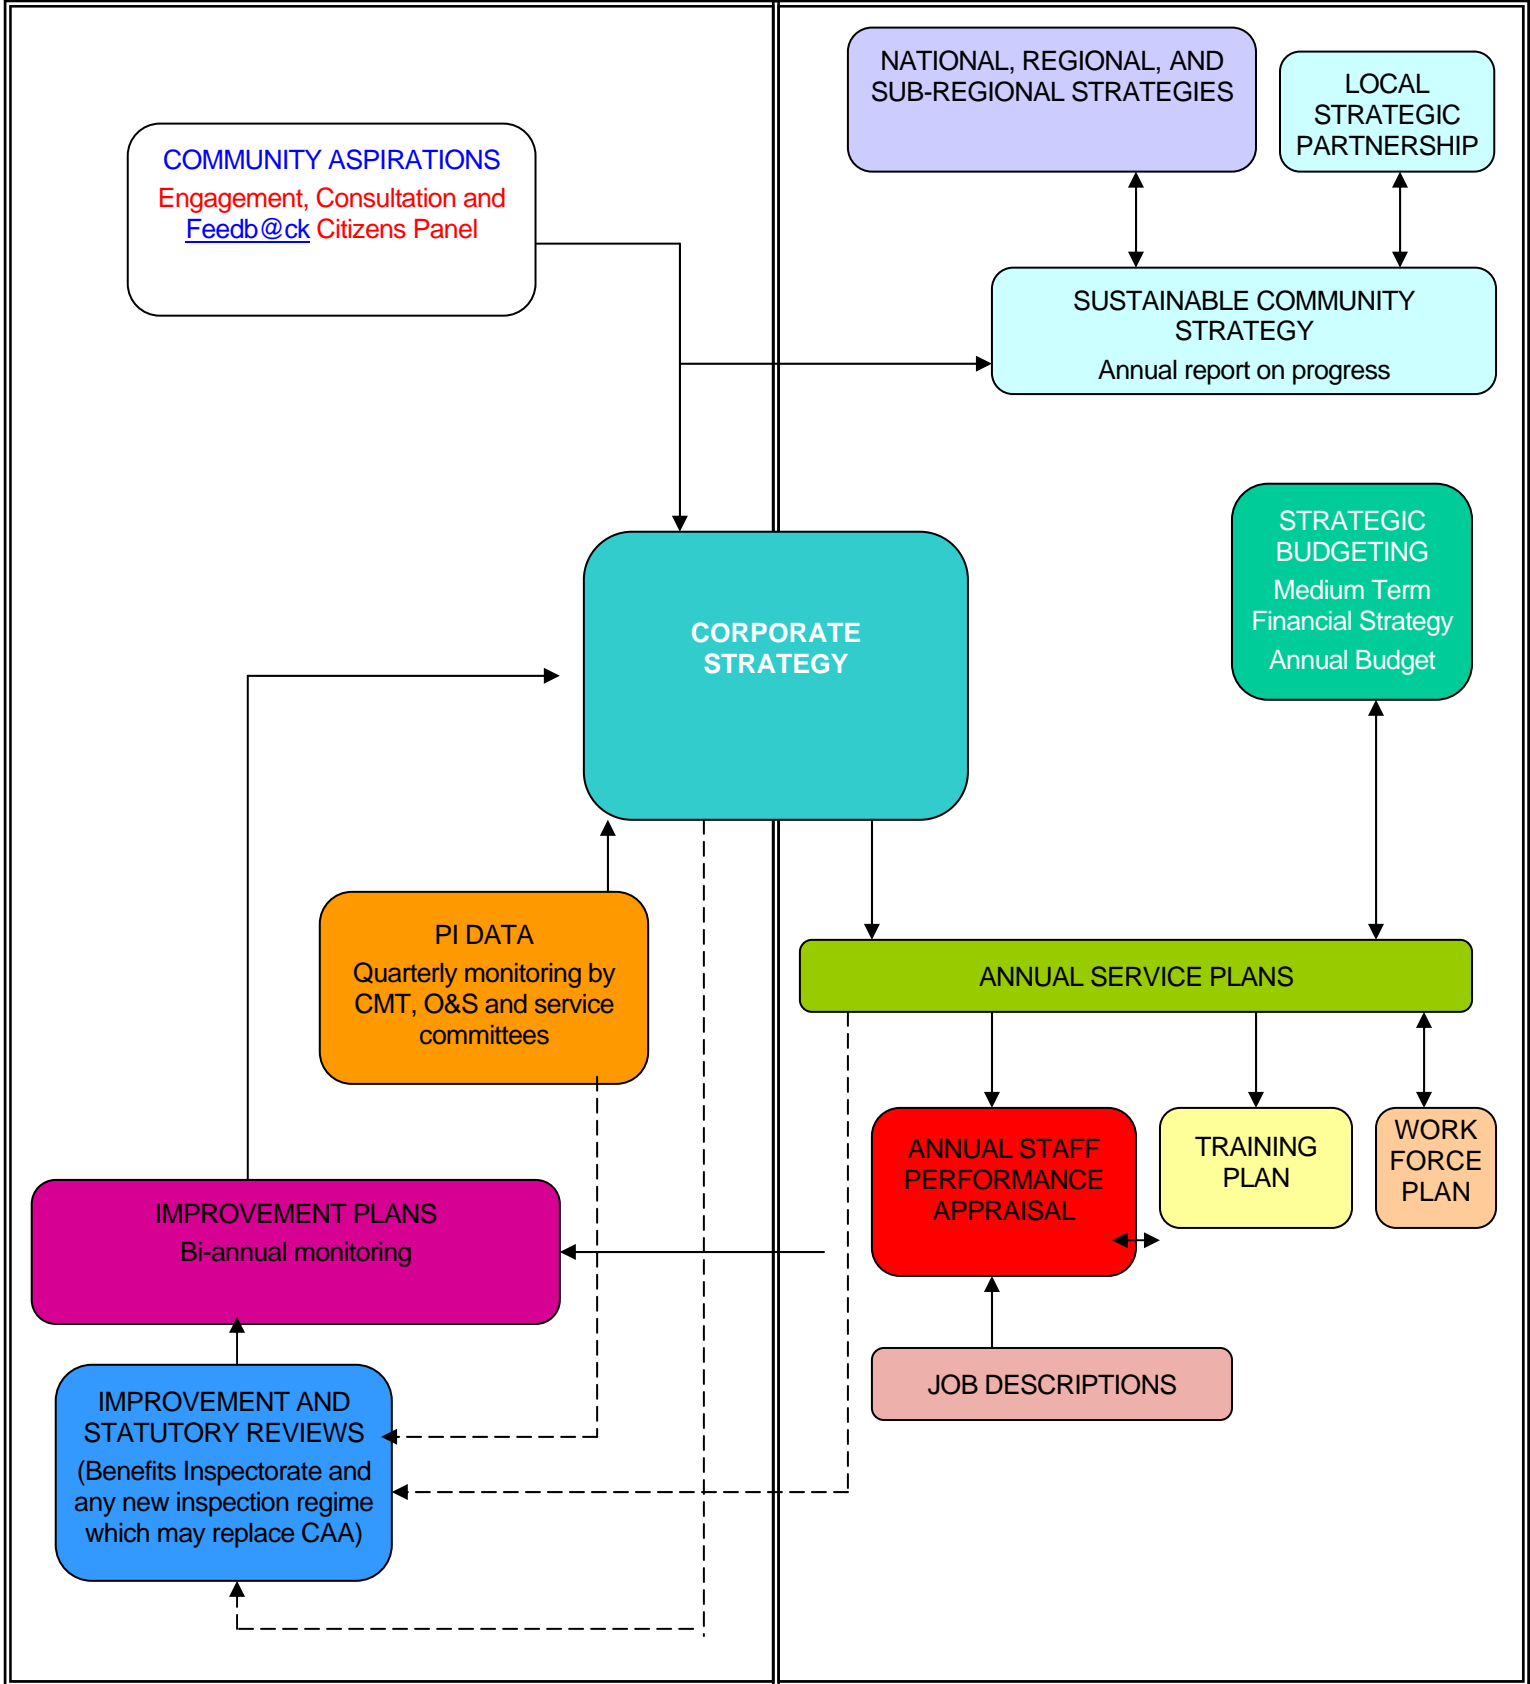 NATIONAL, REGIONAL, AND
SUB-REGIONAL STRATEGIES
LOCAL
STRATEGIC
PARTNERSHIP
COMMUNITY ASPIRATIONS
Engagement, Consultation and
Feedb@ck Citizens Panel
SUSTAINABLE COMMUNITY
STRATEGY
Annual report on progress
STRATEGIC
BUDGETING
Medium Term
Financial Strategy
Annual Budget
CORPORATE
STRATEGY
PI DATA
Quarterly monitoring by
CMT, O&S and service
committees
ANNUAL SERVICE PLANS
ANNUAL STAFF
PERFORMANCE
APPRAISAL
TRAINING
PLAN
WORK
FORCE
PLAN
IMPROVEMENT PLANS
Bi-annual monitoring
JOB DESCRIPTIONS
IMPROVEMENT AND
STATUTORY REVIEWS
(Benefits Inspectorate and
any new inspection regime
which may replace CAA)